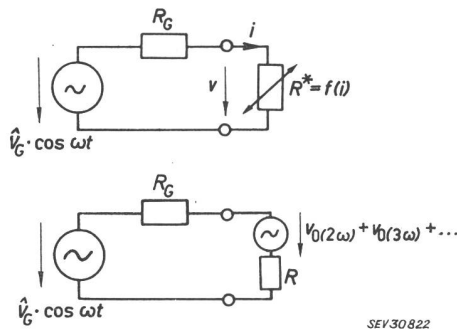 R_G
i
v
R* = f(i)
v̂_G · cos ωt
R_G
v_0(2ω) + v_0(3ω) + ...
R
v̂_G · cos ωt
SEV30822